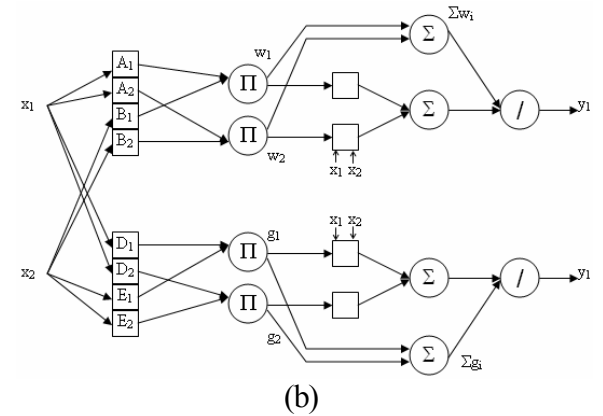 Σwᵢ
w₁
Σ
A₁
x₁
A₂
Π
B₁
Σ
/
y₁
B₂
Π
w₂
x₁ x₂
x₁ x₂
D₁
g₁
x₂
D₂
Π
E₁
Σ
/
y₁
E₂
Π
g₂
Σ
Σgᵢ
(b)